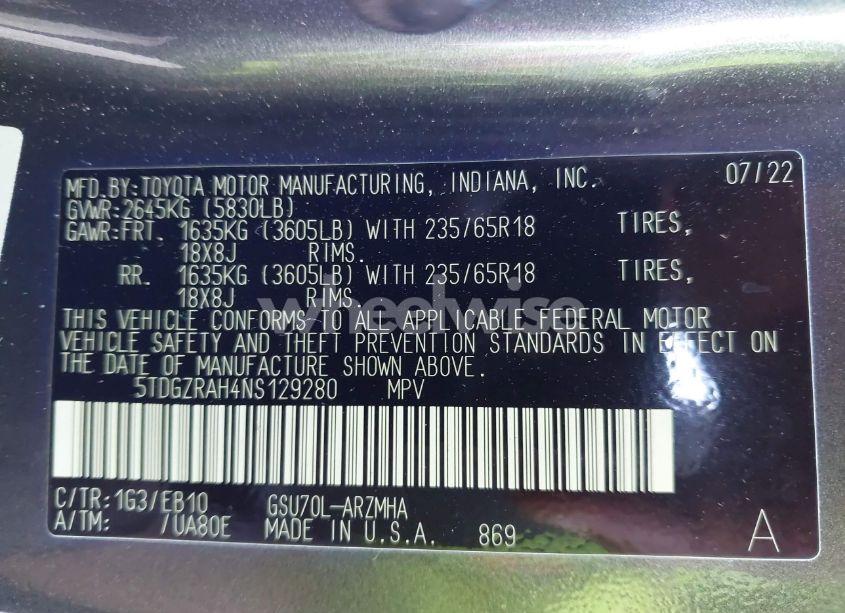 MFD.BY:TOYOTA MOTOR MANUFACTURING, INDIANA, INC. 07/22
GVWR:2645KG (5830LB)
GAWR:FRT. 1635KG (3605LB) WITH 235/65R18 TIRES,
18X8J RIMS.
RR. 1635KG (3605LB) WITH 235/65R18 TIRES,
18X8J RIMS.
wheelwise
THIS VEHICLE CONFORMS TO ALL APPLICABLE FEDERAL MOTOR
VEHICLE SAFETY AND THEFT PREVENTION STANDARDS IN EFFECT ON
THE DATE OF MANUFACTURE SHOWN ABOVE.
5TDGZRAH4NS129280 MPV
C/TR:1G3/EB10 GSU70L-ARZMHA
A/TM: /UA80E MADE IN U.S.A. 869 A